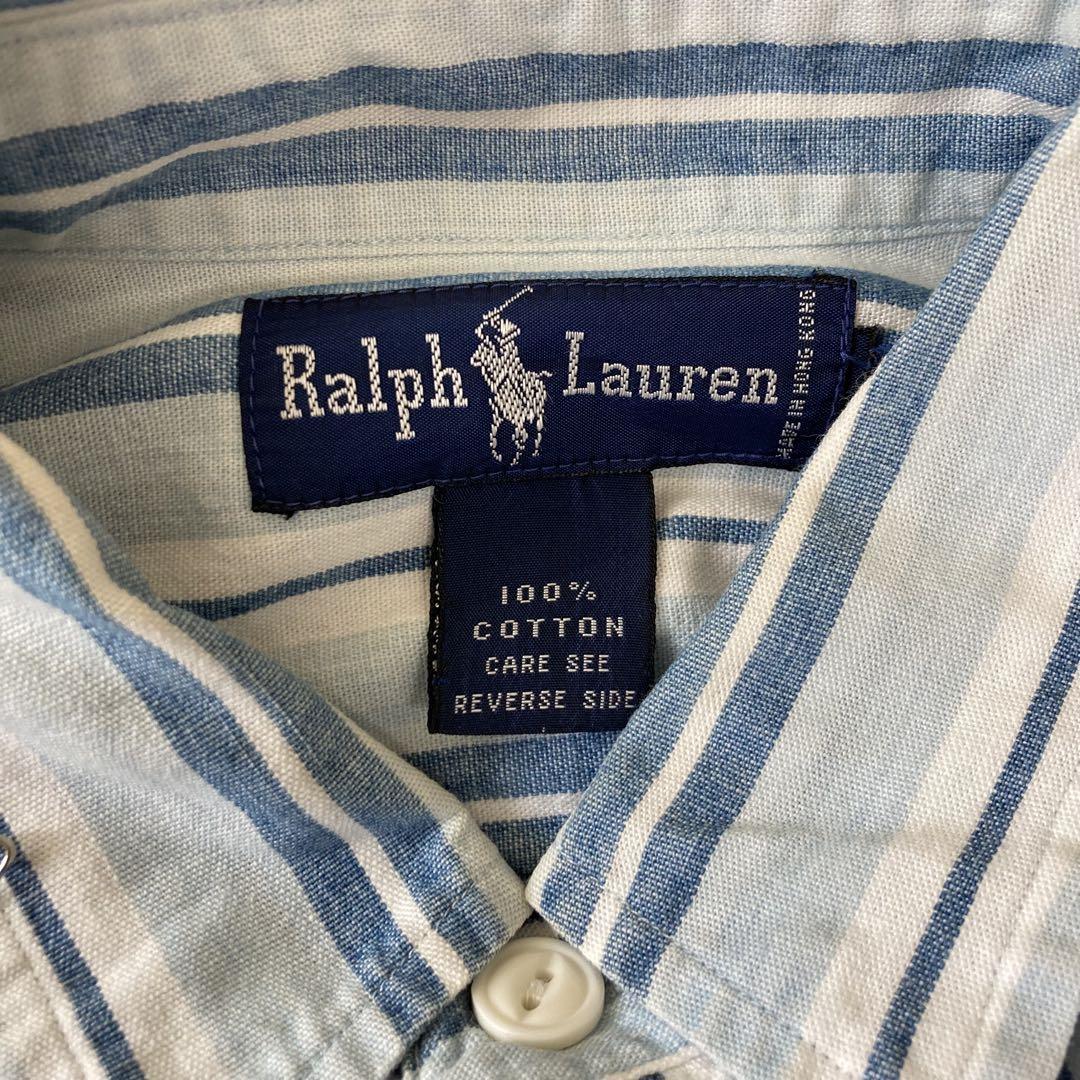 Ralph Lauren
MADE IN HONG KONG
100%
COTTON
CARE SEE
REVERSE SIDE